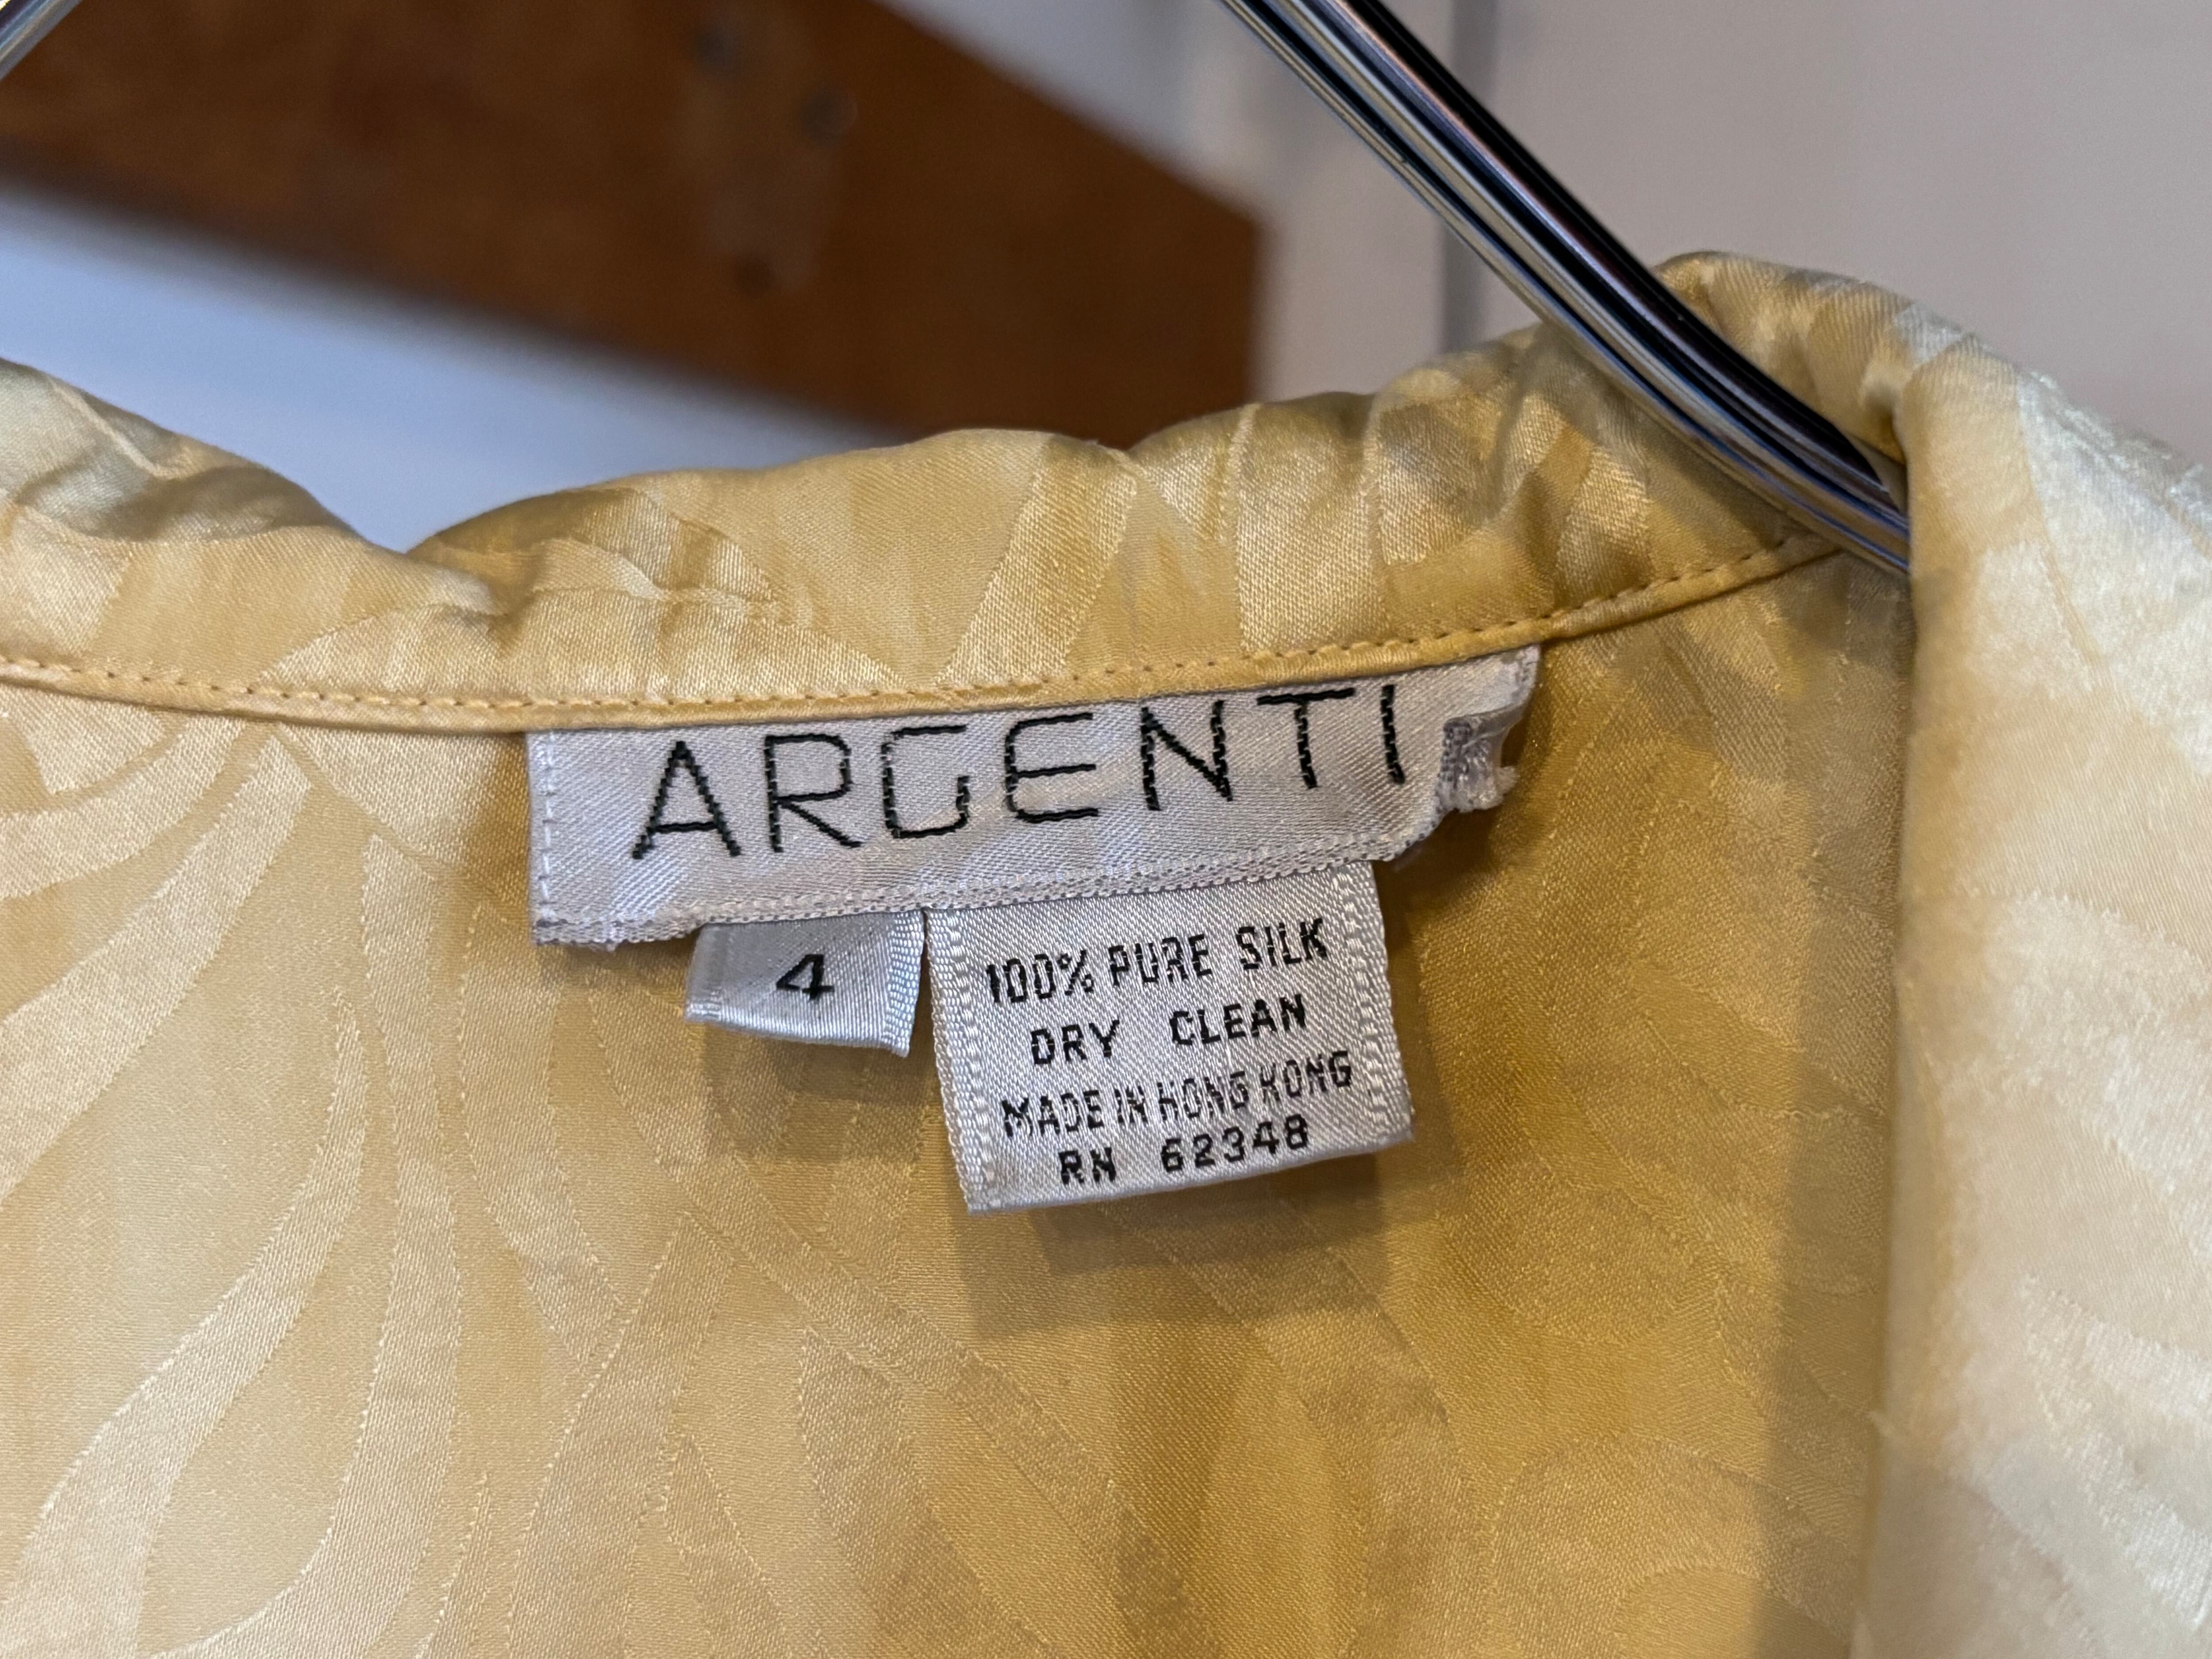 ARGENTI
4
100% PURE SILK
DRY CLEAN
MADE IN HONG KONG
RN 62348